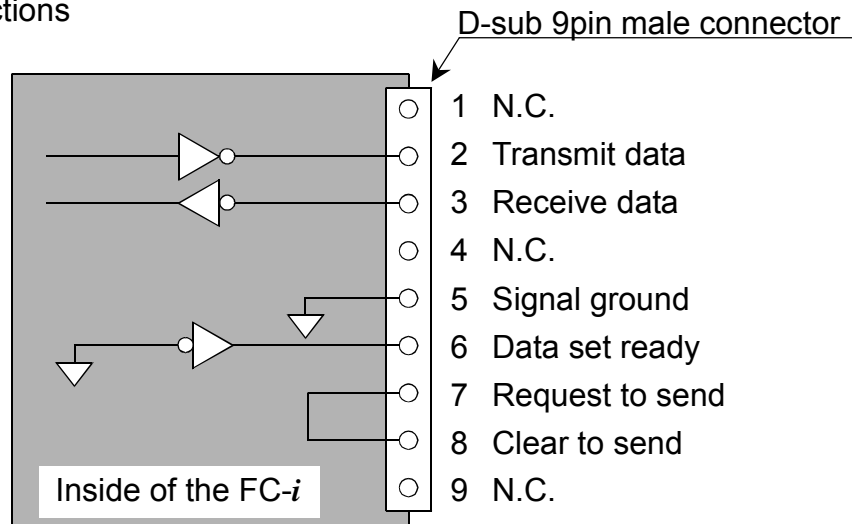 ctions
D-sub 9pin male connector
1 N.C.
2 Transmit data
3 Receive data
4 N.C.
5 Signal ground
6 Data set ready
7 Request to send
8 Clear to send
9 N.C.
Inside of the FC-i